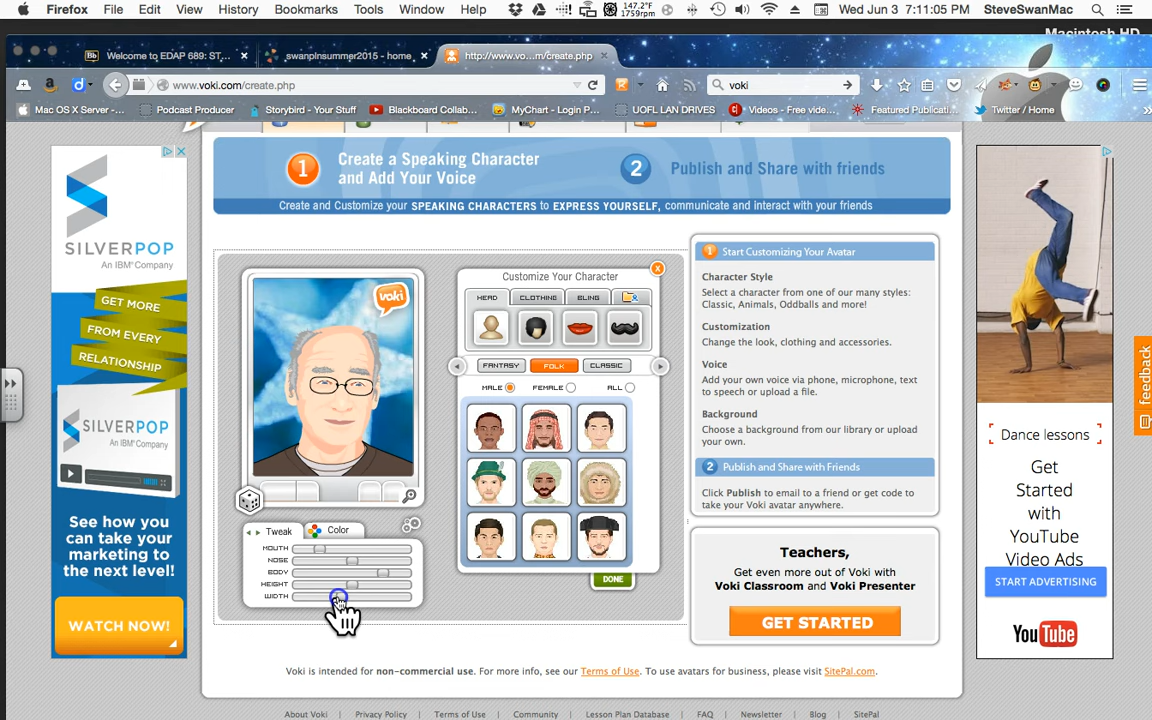 Firefox File Edit View History Bookmarks Tools Window Help 147.2°F 1759rpm Wed Jun 3 7:11:05 PM SteveSwanMac
Macintosh HD
Bb Welcome to EDAP 689: ST... × swanplnsummer2015 - home × http://www.vo...m/create.php ×
www.voki.com/create.php voki
Mac OS X Server -... Podcast Producer Storybird - Your Stuff Blackboard Collab... MyChart - Login P... UOFL LAN DRIVES Videos - Free vide... Featured Publicati... Twitter / Home
1 Create a Speaking Character
and Add Your Voice
2 Publish and Share with friends
Create and Customize your SPEAKING CHARACTERS to EXPRESS YOURSELF, communicate and interact with your friends
SILVERPOP
An IBM Company
GET MORE
FROM EVERY
RELATIONSHIP
SILVERPOP
An IBM Company
See how you
can take your
marketing to
the next level!
WATCH NOW!
voki
Tweak Color
MOUTH
NOSE
BODY
HEIGHT
WIDTH
Customize Your Character
HEAD CLOTHING BLING
FANTASY FOLK CLASSIC
MALE FEMALE ALL
DONE
1 Start Customizing Your Avatar
Character Style
Select a character from one of our many styles:
Classic, Animals, Oddballs and more!
Customization
Change the look, clothing and accessories.
Voice
Add your own voice via phone, microphone, text
to speech or upload a file.
Background
Choose a background from our library or upload
your own.
2 Publish and Share with Friends
Click Publish to email to a friend or get code to
take your Voki avatar anywhere.
Teachers,
Get even more out of Voki with
Voki Classroom and Voki Presenter
GET STARTED
Dance lessons
Get
Started
with
YouTube
Video Ads
START ADVERTISING
YouTube
feedback
Voki is intended for non-commercial use. For more info, see our Terms of Use. To use avatars for business, please visit SitePal.com.
About Voki | Privacy Policy | Terms of Use | Community | Lesson Plan Database | FAQ | Newsletter | Blog | SitePal